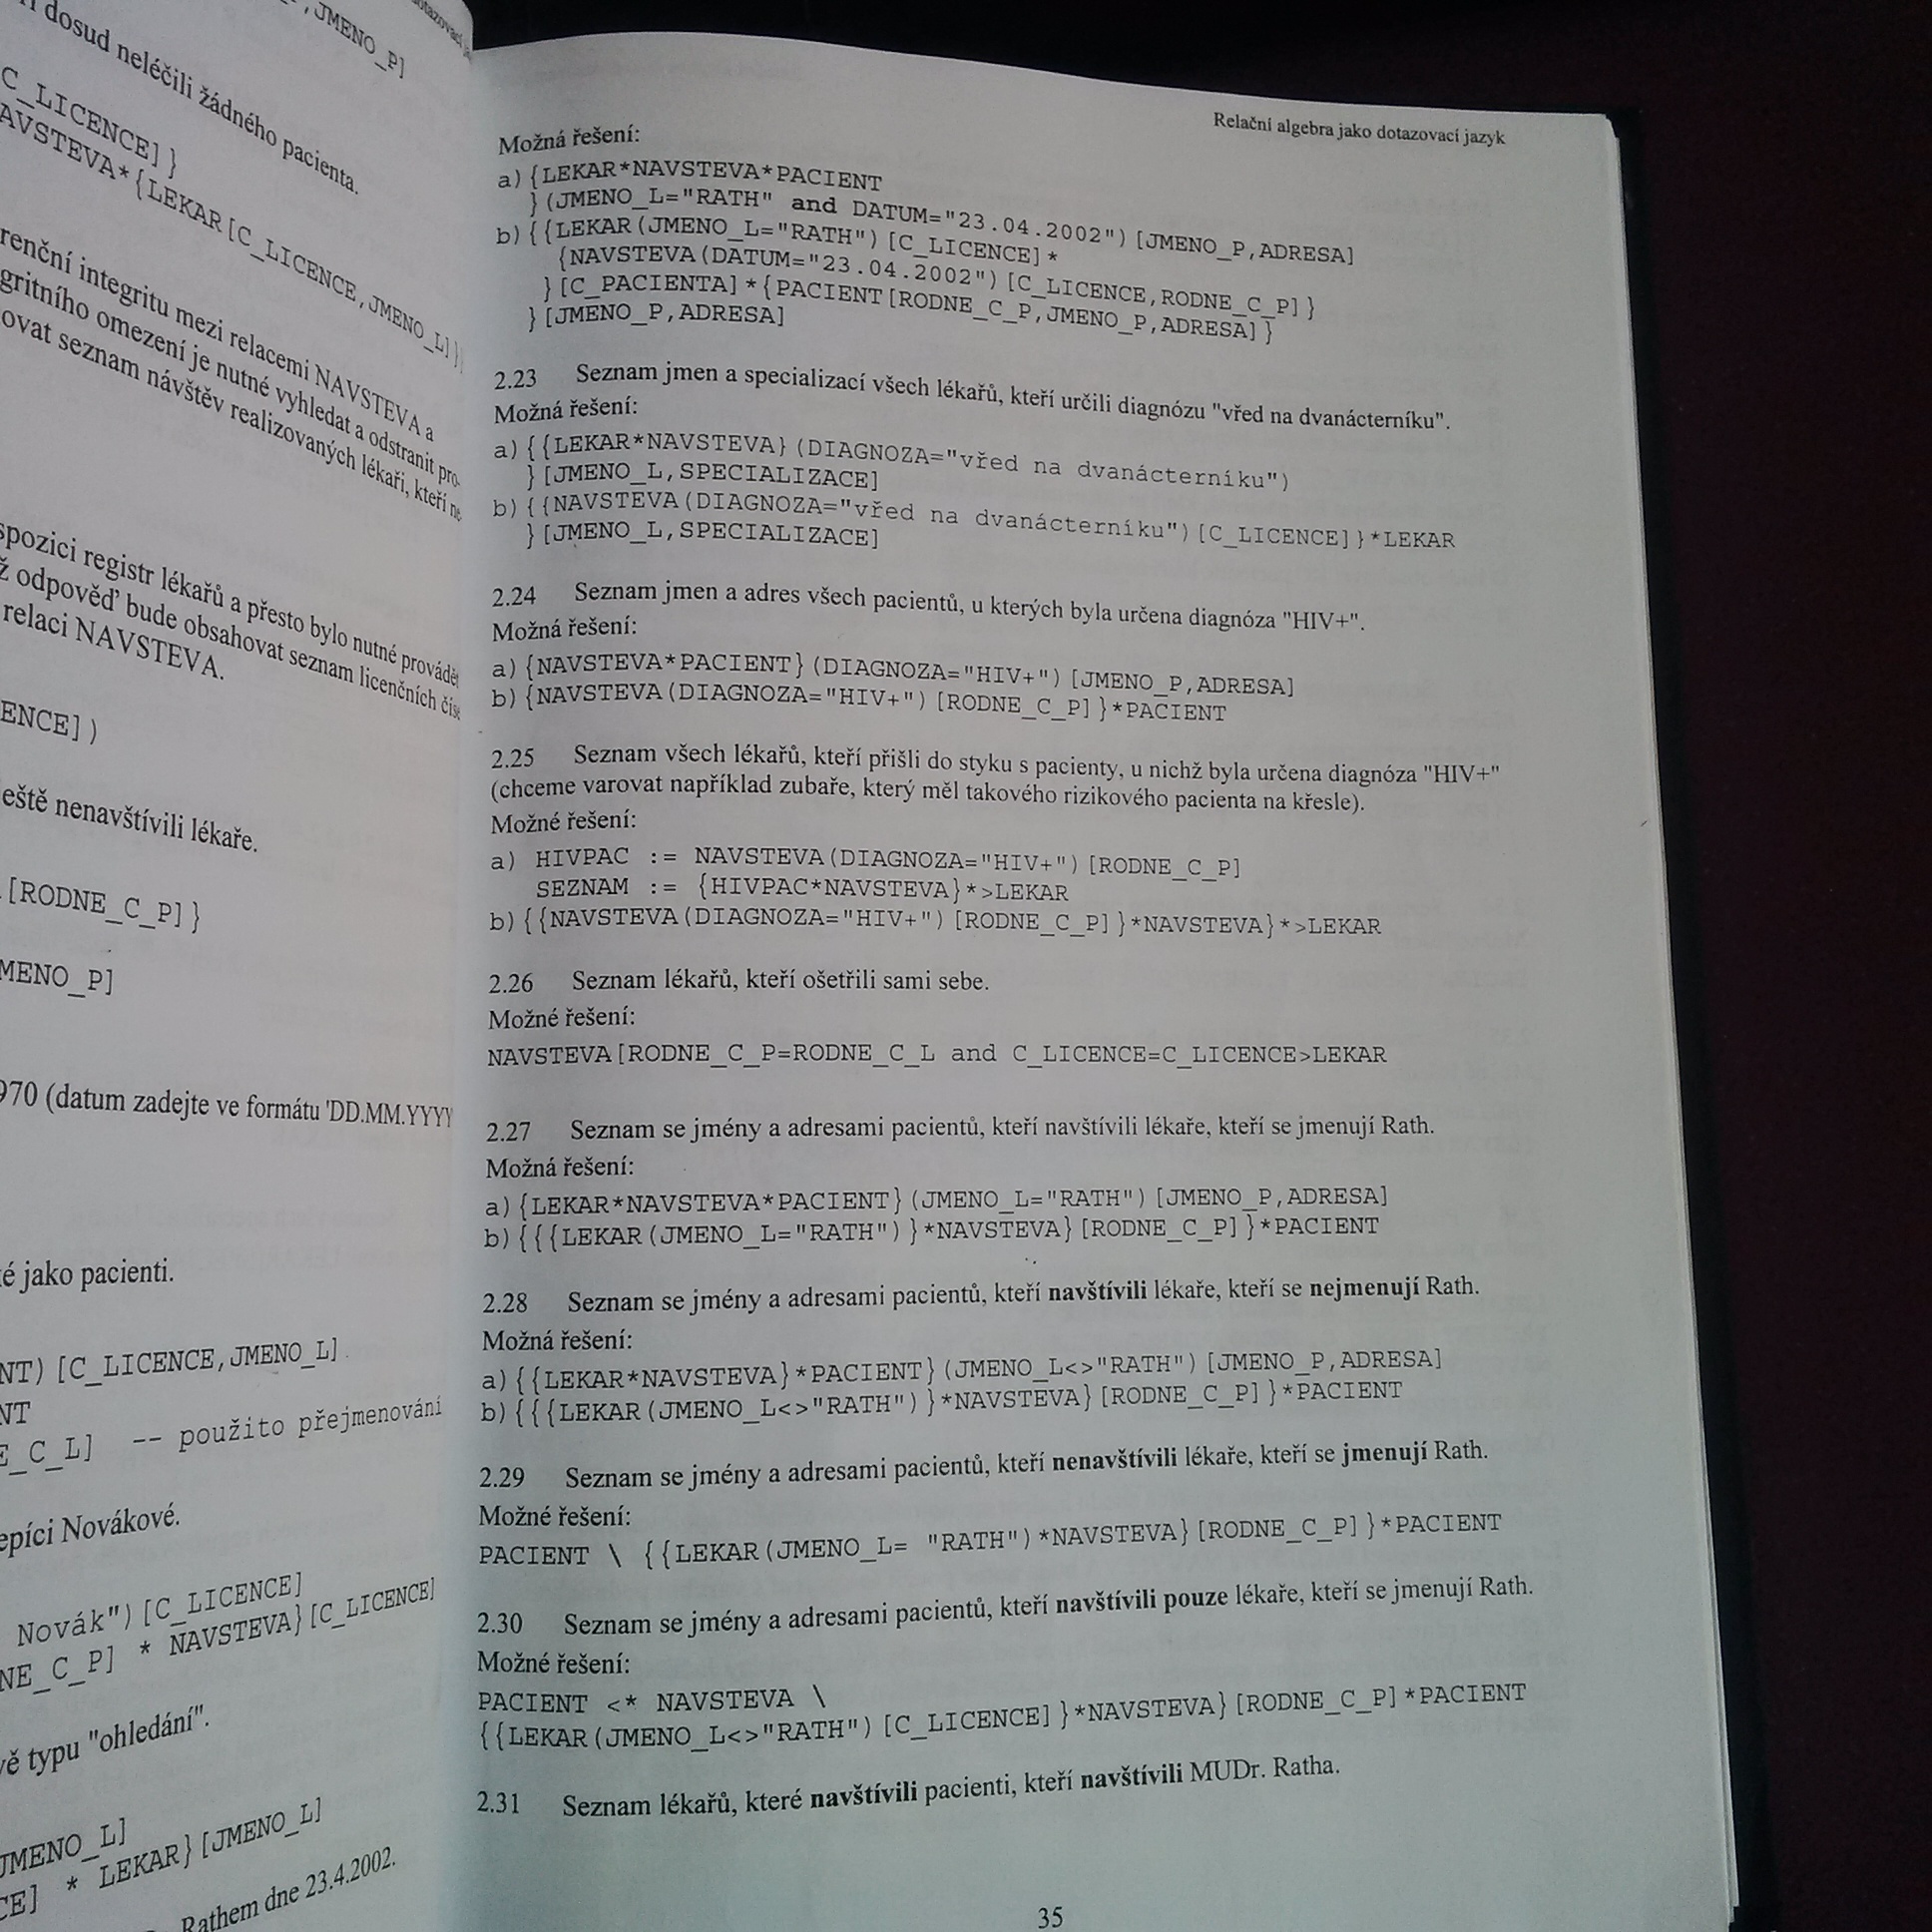 ,JMENO_P]
dosud neléčili žádného pacienta.
C_LICENCE]}
NAVSTEVA*{LEKAR[C_LICENCE,JMENO_L]}
renční integritu mezi relacemi NAVSTEVA a
gritního omezení je nutné vyhledat a odstranit pro-
ovat seznam návštěv realizovaných lékaři, kteří ne
spozici registr lékařů a přesto bylo nutné provádět
ž odpověď bude obsahovat seznam licenčních čísel
relaci NAVSTEVA.
ENCE])
eště nenavštívili lékaře.
[RODNE_C_P]}
MENO_P]
970 (datum zadejte ve formátu 'DD.MM.YYYY
é jako pacienti.
NT)[C_LICENCE,JMENO_L]
NT
E_C_L] -- použito přejmenování
epíci Novákové.
Novák")[C_LICENCE]
NE_C_P] * NAVSTEVA}[C_LICENCE]
vě typu "ohledání".
JMENO_L]
CE] * LEKAR}[JMENO_L]
Rathem dne 23.4.2002.
Relační algebra jako dotazovací jazyk
Možná řešení:
a){LEKAR*NAVSTEVA*PACIENT
}(JMENO_L="RATH" and DATUM="23.04.2002")[JMENO_P,ADRESA]
b){{LEKAR(JMENO_L="RATH")[C_LICENCE]*
{NAVSTEVA(DATUM="23.04.2002")[C_LICENCE,RODNE_C_P]}
}[C_PACIENTA]*{PACIENT[RODNE_C_P,JMENO_P,ADRESA]}
}[JMENO_P,ADRESA]
2.23 Seznam jmen a specializací všech lékařů, kteří určili diagnózu "vřed na dvanácterníku".
Možná řešení:
a){{LEKAR*NAVSTEVA}(DIAGNOZA="vřed na dvanácterníku")
}[JMENO_L,SPECIALIZACE]
b){{NAVSTEVA(DIAGNOZA="vřed na dvanácterníku")[C_LICENCE]}*LEKAR
}[JMENO_L,SPECIALIZACE]
2.24 Seznam jmen a adres všech pacientů, u kterých byla určena diagnóza "HIV+".
Možná řešení:
a){NAVSTEVA*PACIENT}(DIAGNOZA="HIV+")[JMENO_P,ADRESA]
b){NAVSTEVA(DIAGNOZA="HIV+")[RODNE_C_P]}*PACIENT
2.25 Seznam všech lékařů, kteří přišli do styku s pacienty, u nichž byla určena diagnóza "HIV+"
(chceme varovat například zubaře, který měl takového rizikového pacienta na křesle).
Možné řešení:
a) HIVPAC := NAVSTEVA(DIAGNOZA="HIV+")[RODNE_C_P]
SEZNAM := {HIVPAC*NAVSTEVA}*>LEKAR
b){{NAVSTEVA(DIAGNOZA="HIV+")[RODNE_C_P]}*NAVSTEVA}*>LEKAR
2.26 Seznam lékařů, kteří ošetřili sami sebe.
Možné řešení:
NAVSTEVA[RODNE_C_P=RODNE_C_L and C_LICENCE=C_LICENCE>LEKAR
2.27 Seznam se jmény a adresami pacientů, kteří navštívili lékaře, kteří se jmenují Rath.
Možná řešení:
a){LEKAR*NAVSTEVA*PACIENT}(JMENO_L="RATH")[JMENO_P,ADRESA]
b){{{LEKAR(JMENO_L="RATH")}*NAVSTEVA}[RODNE_C_P]}*PACIENT
2.28 Seznam se jmény a adresami pacientů, kteří navštívili lékaře, kteří se nejmenují Rath.
Možná řešení:
a){{LEKAR*NAVSTEVA}*PACIENT}(JMENO_L<>"RATH")[JMENO_P,ADRESA]
b){{{LEKAR(JMENO_L<>"RATH")}*NAVSTEVA}[RODNE_C_P]}*PACIENT
2.29 Seznam se jmény a adresami pacientů, kteří nenavštívili lékaře, kteří se jmenují Rath.
Možné řešení:
PACIENT \ {{LEKAR(JMENO_L= "RATH")*NAVSTEVA}[RODNE_C_P]}*PACIENT
2.30 Seznam se jmény a adresami pacientů, kteří navštívili pouze lékaře, kteří se jmenují Rath.
Možné řešení:
PACIENT <* NAVSTEVA \
{{LEKAR(JMENO_L<>"RATH")[C_LICENCE]}*NAVSTEVA}[RODNE_C_P]*PACIENT
2.31 Seznam lékařů, které navštívili pacienti, kteří navštívili MUDr. Ratha.
35